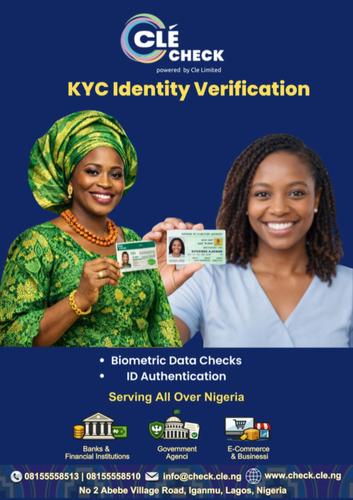 CLÉ
CHECK
powered by Cle Limited
KYC Identity Verification
• Biometric Data Checks
• ID Authentication
Serving All Over Nigeria
Banks &
Financial Institutions
Government
Agenci
E-Commerce
& Businessi
08155558513 | 08155558510 info@check.cle.ng www.check.cle.ng
No 2 Abebe Village Road, Iganmu, Lagos, Nigeria